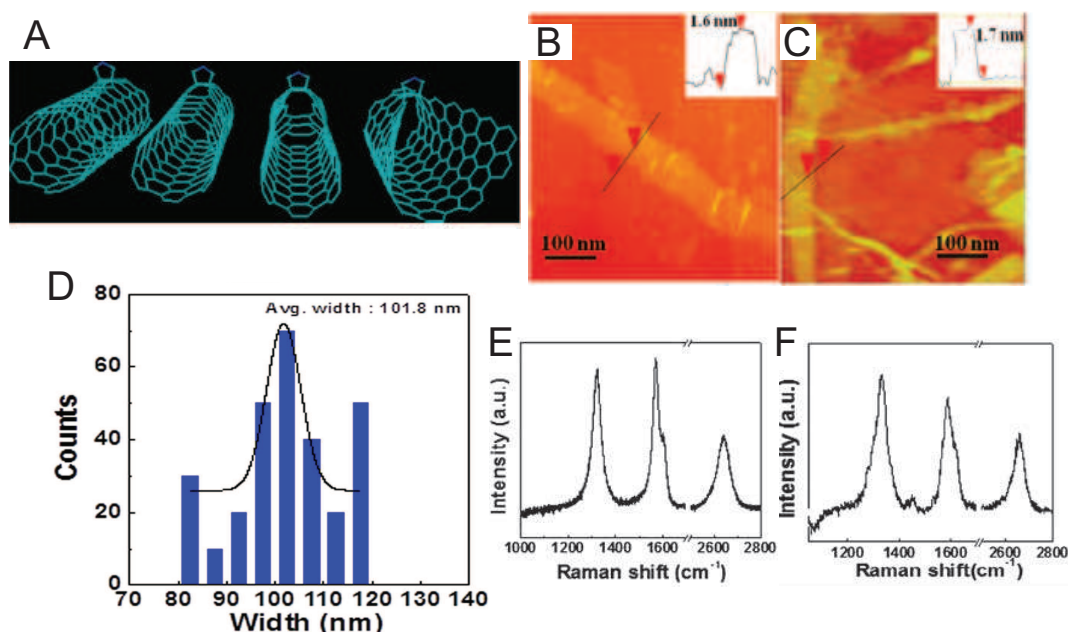 A
B
1.6 nm
100 nm
C
1.7 nm
100 nm
D
Avg. width : 101.8 nm
Counts
80
60
40
20
0
70 80 90 100 110 120 130 140
Width (nm)
E
Intensity (a.u.)
1000 1200 1400 1600 2600 2800
Raman shift (cm⁻¹)
F
Intensity (a.u.)
1200 1400 1600 2600 2800
Raman shift(cm⁻¹)